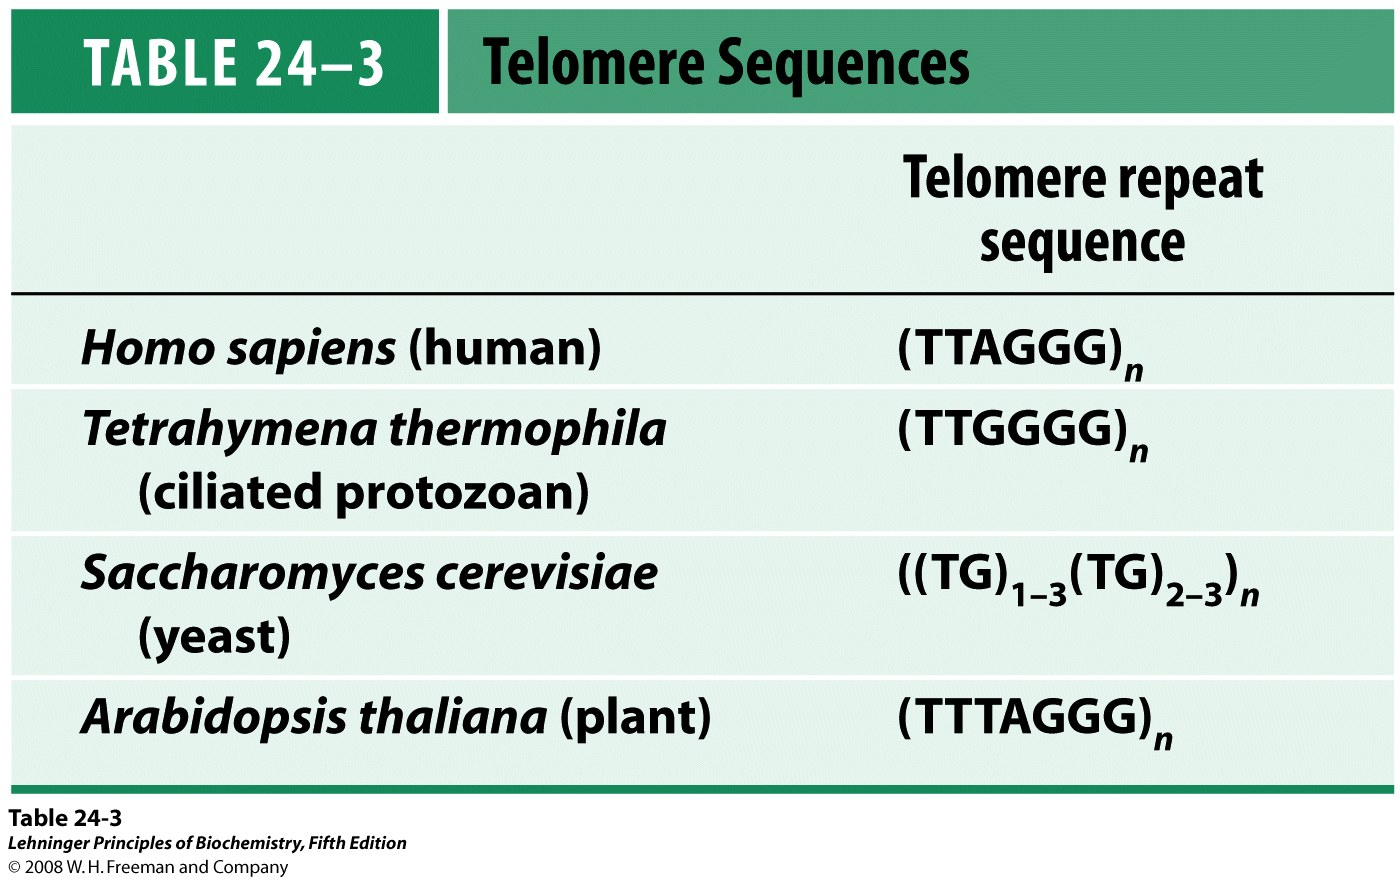 TABLE 24–3 Telomere Sequences
Telomere repeat
sequence
Homo sapiens (human) (TTAGGG)n
Tetrahymena thermophila (TTGGGG)n
(ciliated protozoan)
Saccharomyces cerevisiae ((TG)1–3(TG)2–3)n
(yeast)
Arabidopsis thaliana (plant) (TTTAGGG)n
Table 24-3
Lehninger Principles of Biochemistry, Fifth Edition
© 2008 W. H. Freeman and Company